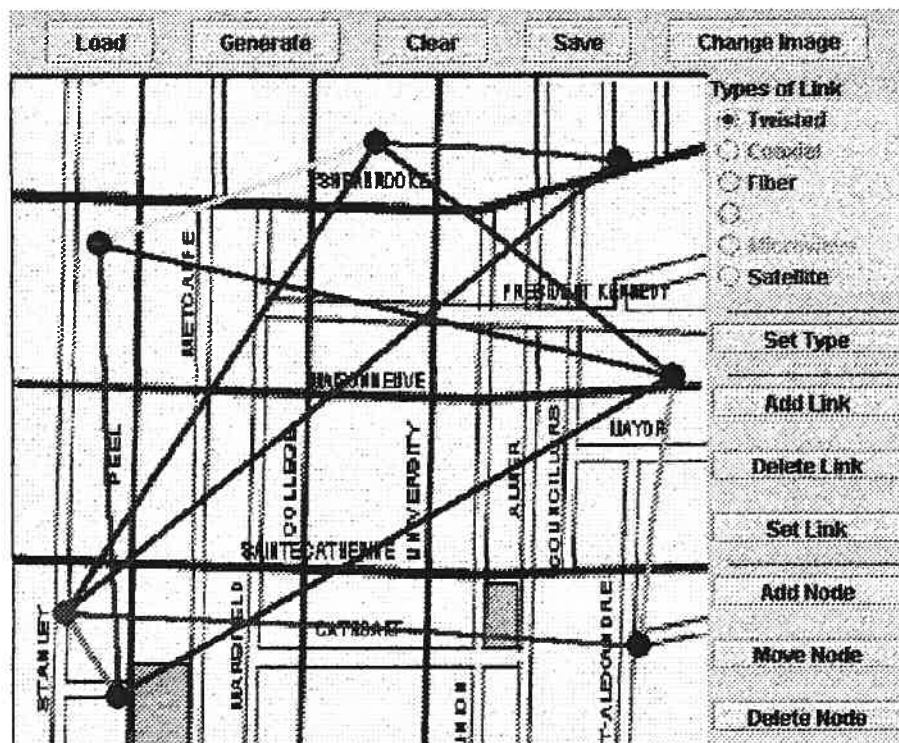 Load Generate Clear Save Change Image
Types of Link
Twisted
Coaxial
Fiber
Microwave
Satellite
Set Type
Add Link
Delete Link
Set Link
Add Node
Move Node
Delete Node
METCALFE
PRESIDENT KENNEDY
PEEL
COLLEGE
UNIVERSITY
MAYOR
SAINTE CATHERINE
STANLEY
CATHCART